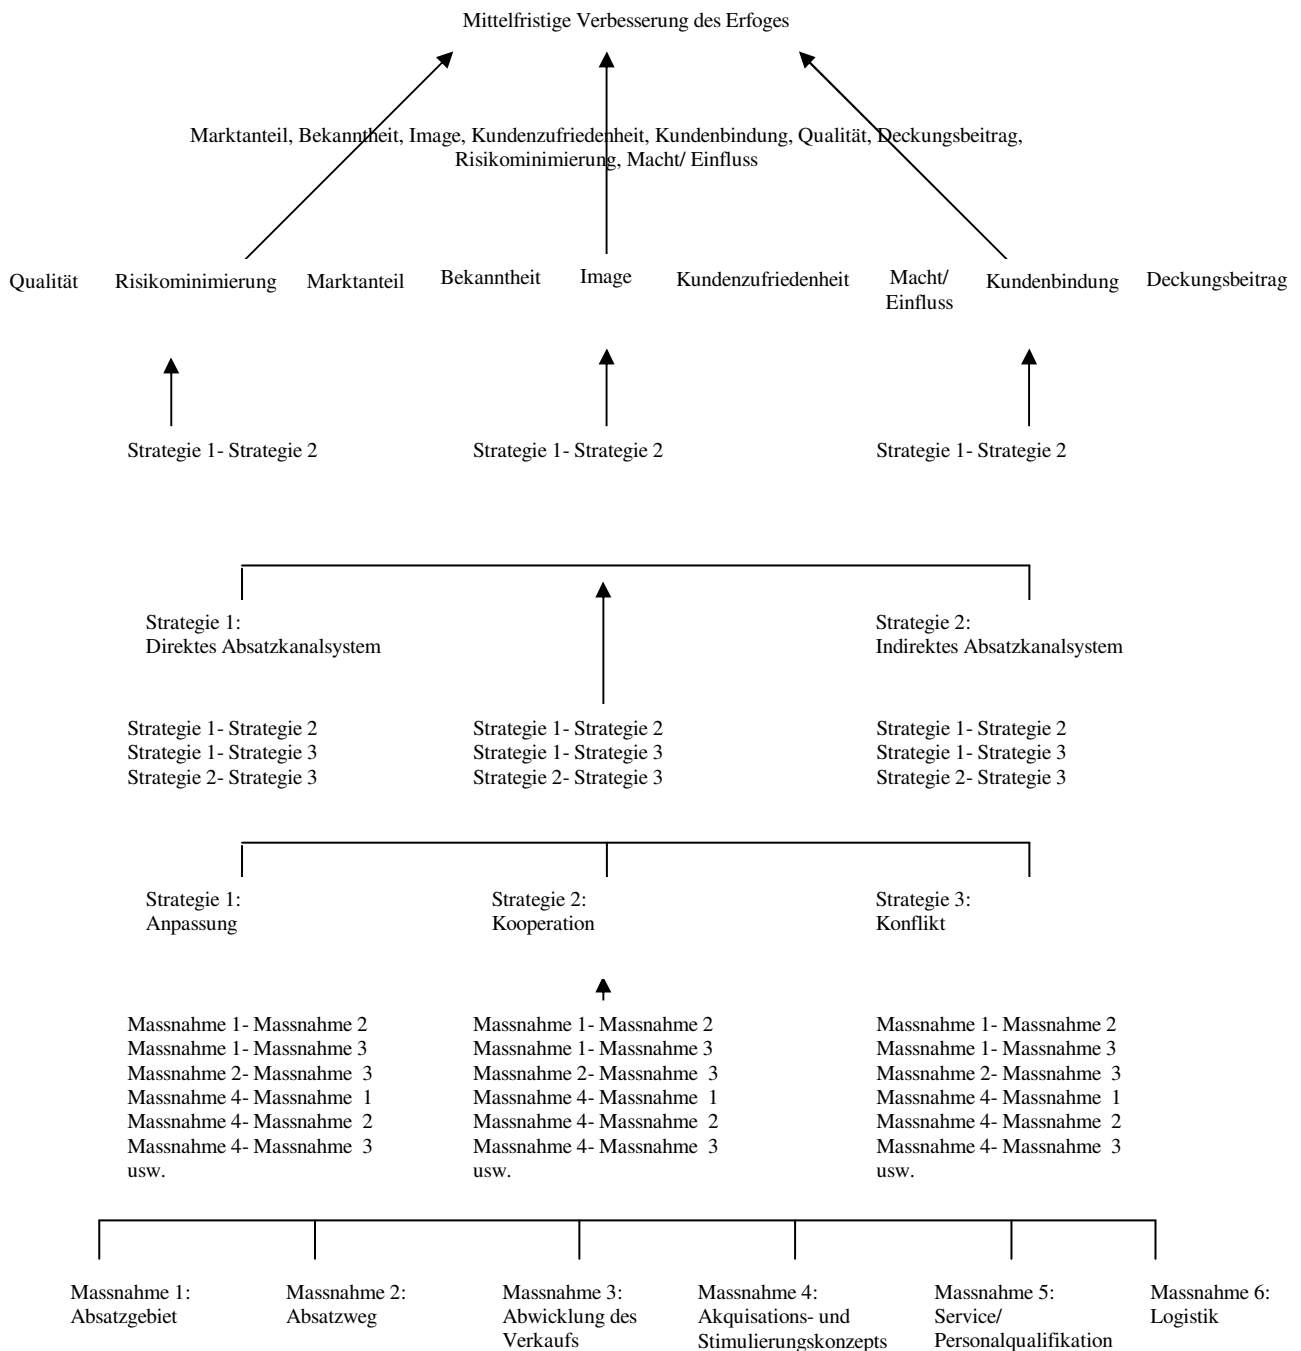 Mittelfristige Verbesserung des Erfoges
Marktanteil, Bekanntheit, Image, Kundenzufriedenheit, Kundenbindung, Qualität, Deckungsbeitrag,
Risikominimierung, Macht/ Einfluss
Qualität Risikominimierung Marktanteil Bekanntheit Image Kundenzufriedenheit Macht/ Kundenbindung Deckungsbeitrag
Einfluss
Strategie 1- Strategie 2 Strategie 1- Strategie 2 Strategie 1- Strategie 2
Strategie 1: Strategie 2:
Direktes Absatzkanalsystem Indirektes Absatzkanalsystem
Strategie 1- Strategie 2 Strategie 1- Strategie 2 Strategie 1- Strategie 2
Strategie 1- Strategie 3 Strategie 1- Strategie 3 Strategie 1- Strategie 3
Strategie 2- Strategie 3 Strategie 2- Strategie 3 Strategie 2- Strategie 3
Strategie 1: Strategie 2: Strategie 3:
Anpassung Kooperation Konflikt
Massnahme 1- Massnahme 2 Massnahme 1- Massnahme 2 Massnahme 1- Massnahme 2
Massnahme 1- Massnahme 3 Massnahme 1- Massnahme 3 Massnahme 1- Massnahme 3
Massnahme 2- Massnahme 3 Massnahme 2- Massnahme 3 Massnahme 2- Massnahme 3
Massnahme 4- Massnahme 1 Massnahme 4- Massnahme 1 Massnahme 4- Massnahme 1
Massnahme 4- Massnahme 2 Massnahme 4- Massnahme 2 Massnahme 4- Massnahme 2
Massnahme 4- Massnahme 3 Massnahme 4- Massnahme 3 Massnahme 4- Massnahme 3
usw. usw. usw.
Massnahme 1: Massnahme 2: Massnahme 3: Massnahme 4: Massnahme 5: Massnahme 6:
Absatzgebiet Absatzweg Abwicklung des Akquisations- und Service/ Logistik
Verkaufs Stimulierungskonzepts Personalqualifikation